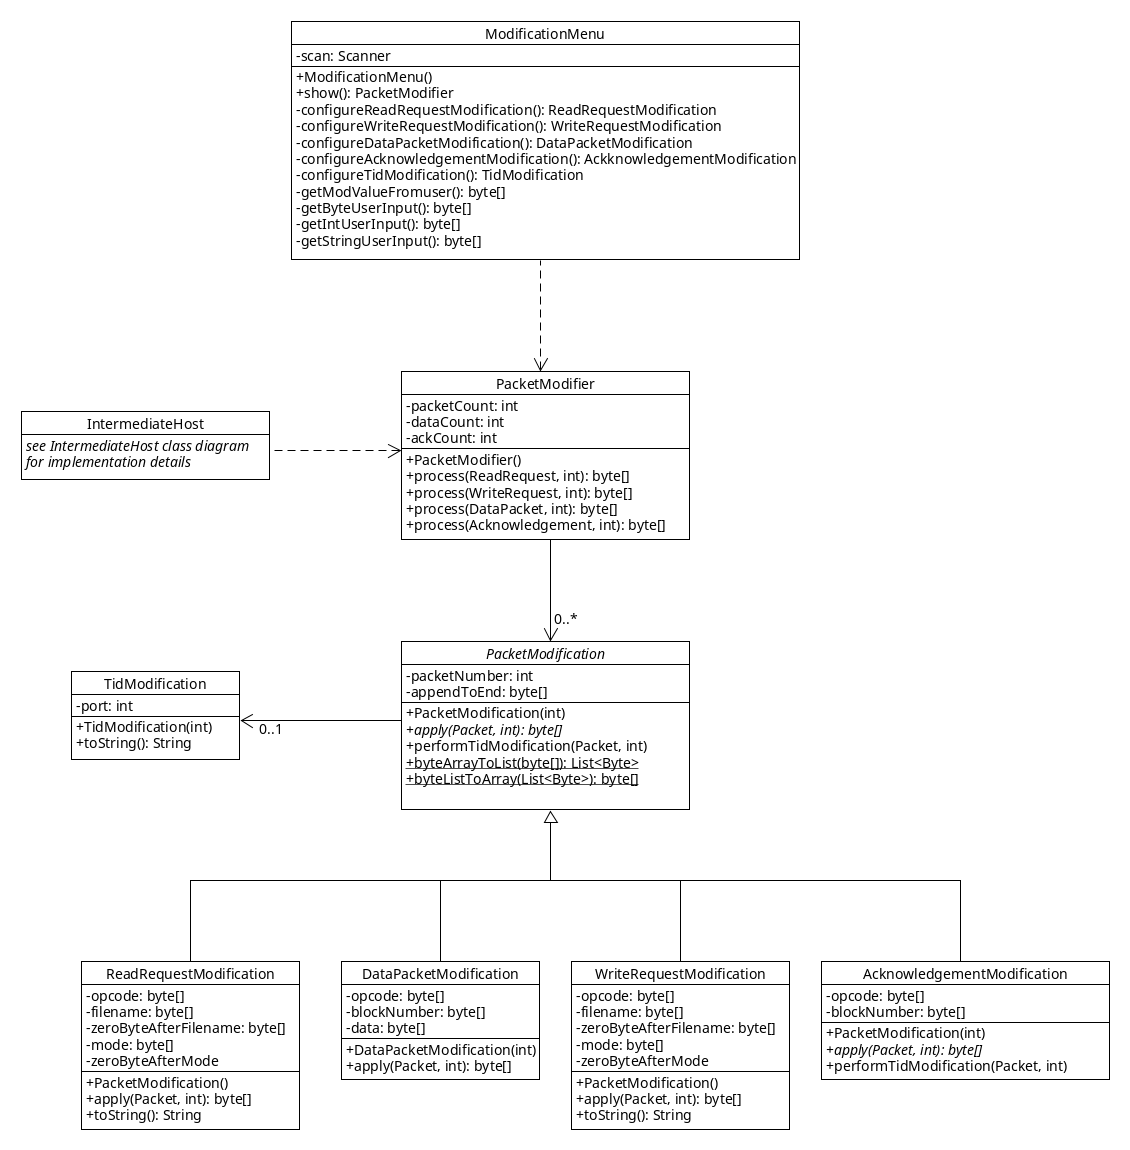 ModificationMenu
-scan: Scanner
+ModificationMenu()
+show(): PacketModifier
-configureReadRequestModification(): ReadRequestModification
-configureWriteRequestModification(): WriteRequestModification
-configureDataPacketModification(): DataPacketModification
-configureAcknowledgementModification(): AckknowledgementModification
-configureTidModification(): TidModification
-getModValueFromuser(): byte[]
-getByteUserInput(): byte[]
-getIntUserInput(): byte[]
-getStringUserInput(): byte[]
PacketModifier
-packetCount: int
-dataCount: int
-ackCount: int
+PacketModifier()
+process(ReadRequest, int): byte[]
+process(WriteRequest, int): byte[]
+process(DataPacket, int): byte[]
+process(Acknowledgement, int): byte[]
IntermediateHost
see IntermediateHost class diagram
for implementation details
0..*
PacketModification
-packetNumber: int
-appendToEnd: byte[]
+PacketModification(int)
+apply(Packet, int): byte[]
+performTidModification(Packet, int)
+byteArrayToList(byte[]): List<Byte>
+byteListToArray(List<Byte>): byte[]
TidModification
-port: int
+TidModification(int)
+toString(): String
0..1
ReadRequestModification
-opcode: byte[]
-filename: byte[]
-zeroByteAfterFilename: byte[]
-mode: byte[]
-zeroByteAfterMode
+PacketModification()
+apply(Packet, int): byte[]
+toString(): String
DataPacketModification
-opcode: byte[]
-blockNumber: byte[]
-data: byte[]
+DataPacketModification(int)
+apply(Packet, int): byte[]
WriteRequestModification
-opcode: byte[]
-filename: byte[]
-zeroByteAfterFilename: byte[]
-mode: byte[]
-zeroByteAfterMode
+PacketModification()
+apply(Packet, int): byte[]
+toString(): String
AcknowledgementModification
-opcode: byte[]
-blockNumber: byte[]
+PacketModification(int)
+apply(Packet, int): byte[]
+performTidModification(Packet, int)